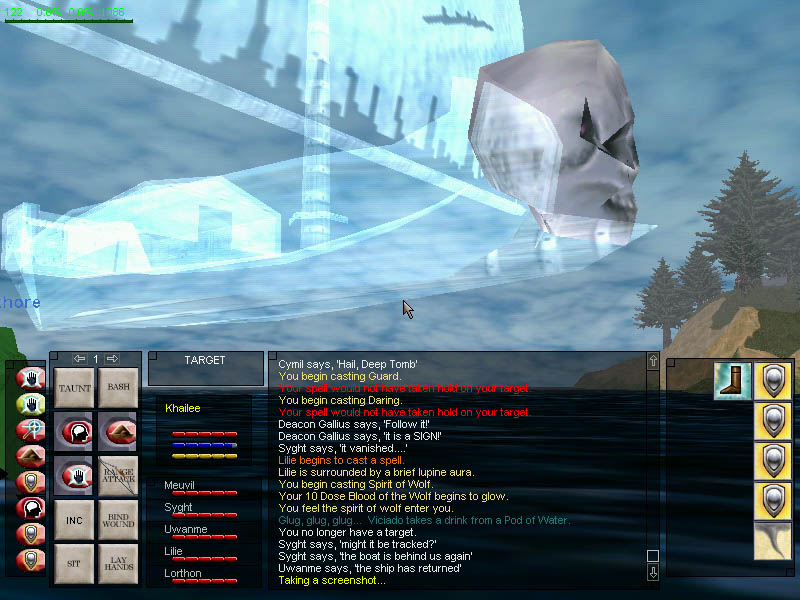 TARGET
1
TAUNT
BASH
RANGE
ATTACK
INC
BIND
WOUND
SIT
LAY
HANDS
Khailee
Meuvil
Syght
Uwanme
Lilie
Lorthon
Cymil says, 'Hail, Deep Tomb'
You begin casting Guard.
Your spell would not have taken hold on your target.
You begin casting Daring.
Your spell would not have taken hold on your target.
Deacon Gallius says, 'Follow it!'
Deacon Gallius says, 'it is a SIGN!'
Syght says, 'it vanished....'
Lilie begins to cast a spell.
Lilie is surrounded by a brief lupine aura.
You begin casting Spirit of Wolf.
Your 10 Dose Blood of the Wolf begins to glow.
You feel the spirit of wolf enter you.
Glug, glug, glug... Viciado takes a drink from a Pod of Water.
You no longer have a target.
Syght says, 'might it be tracked?'
Syght says, 'the boat is behind us again'
Uwanme says, 'the ship has returned'
Taking a screenshot...